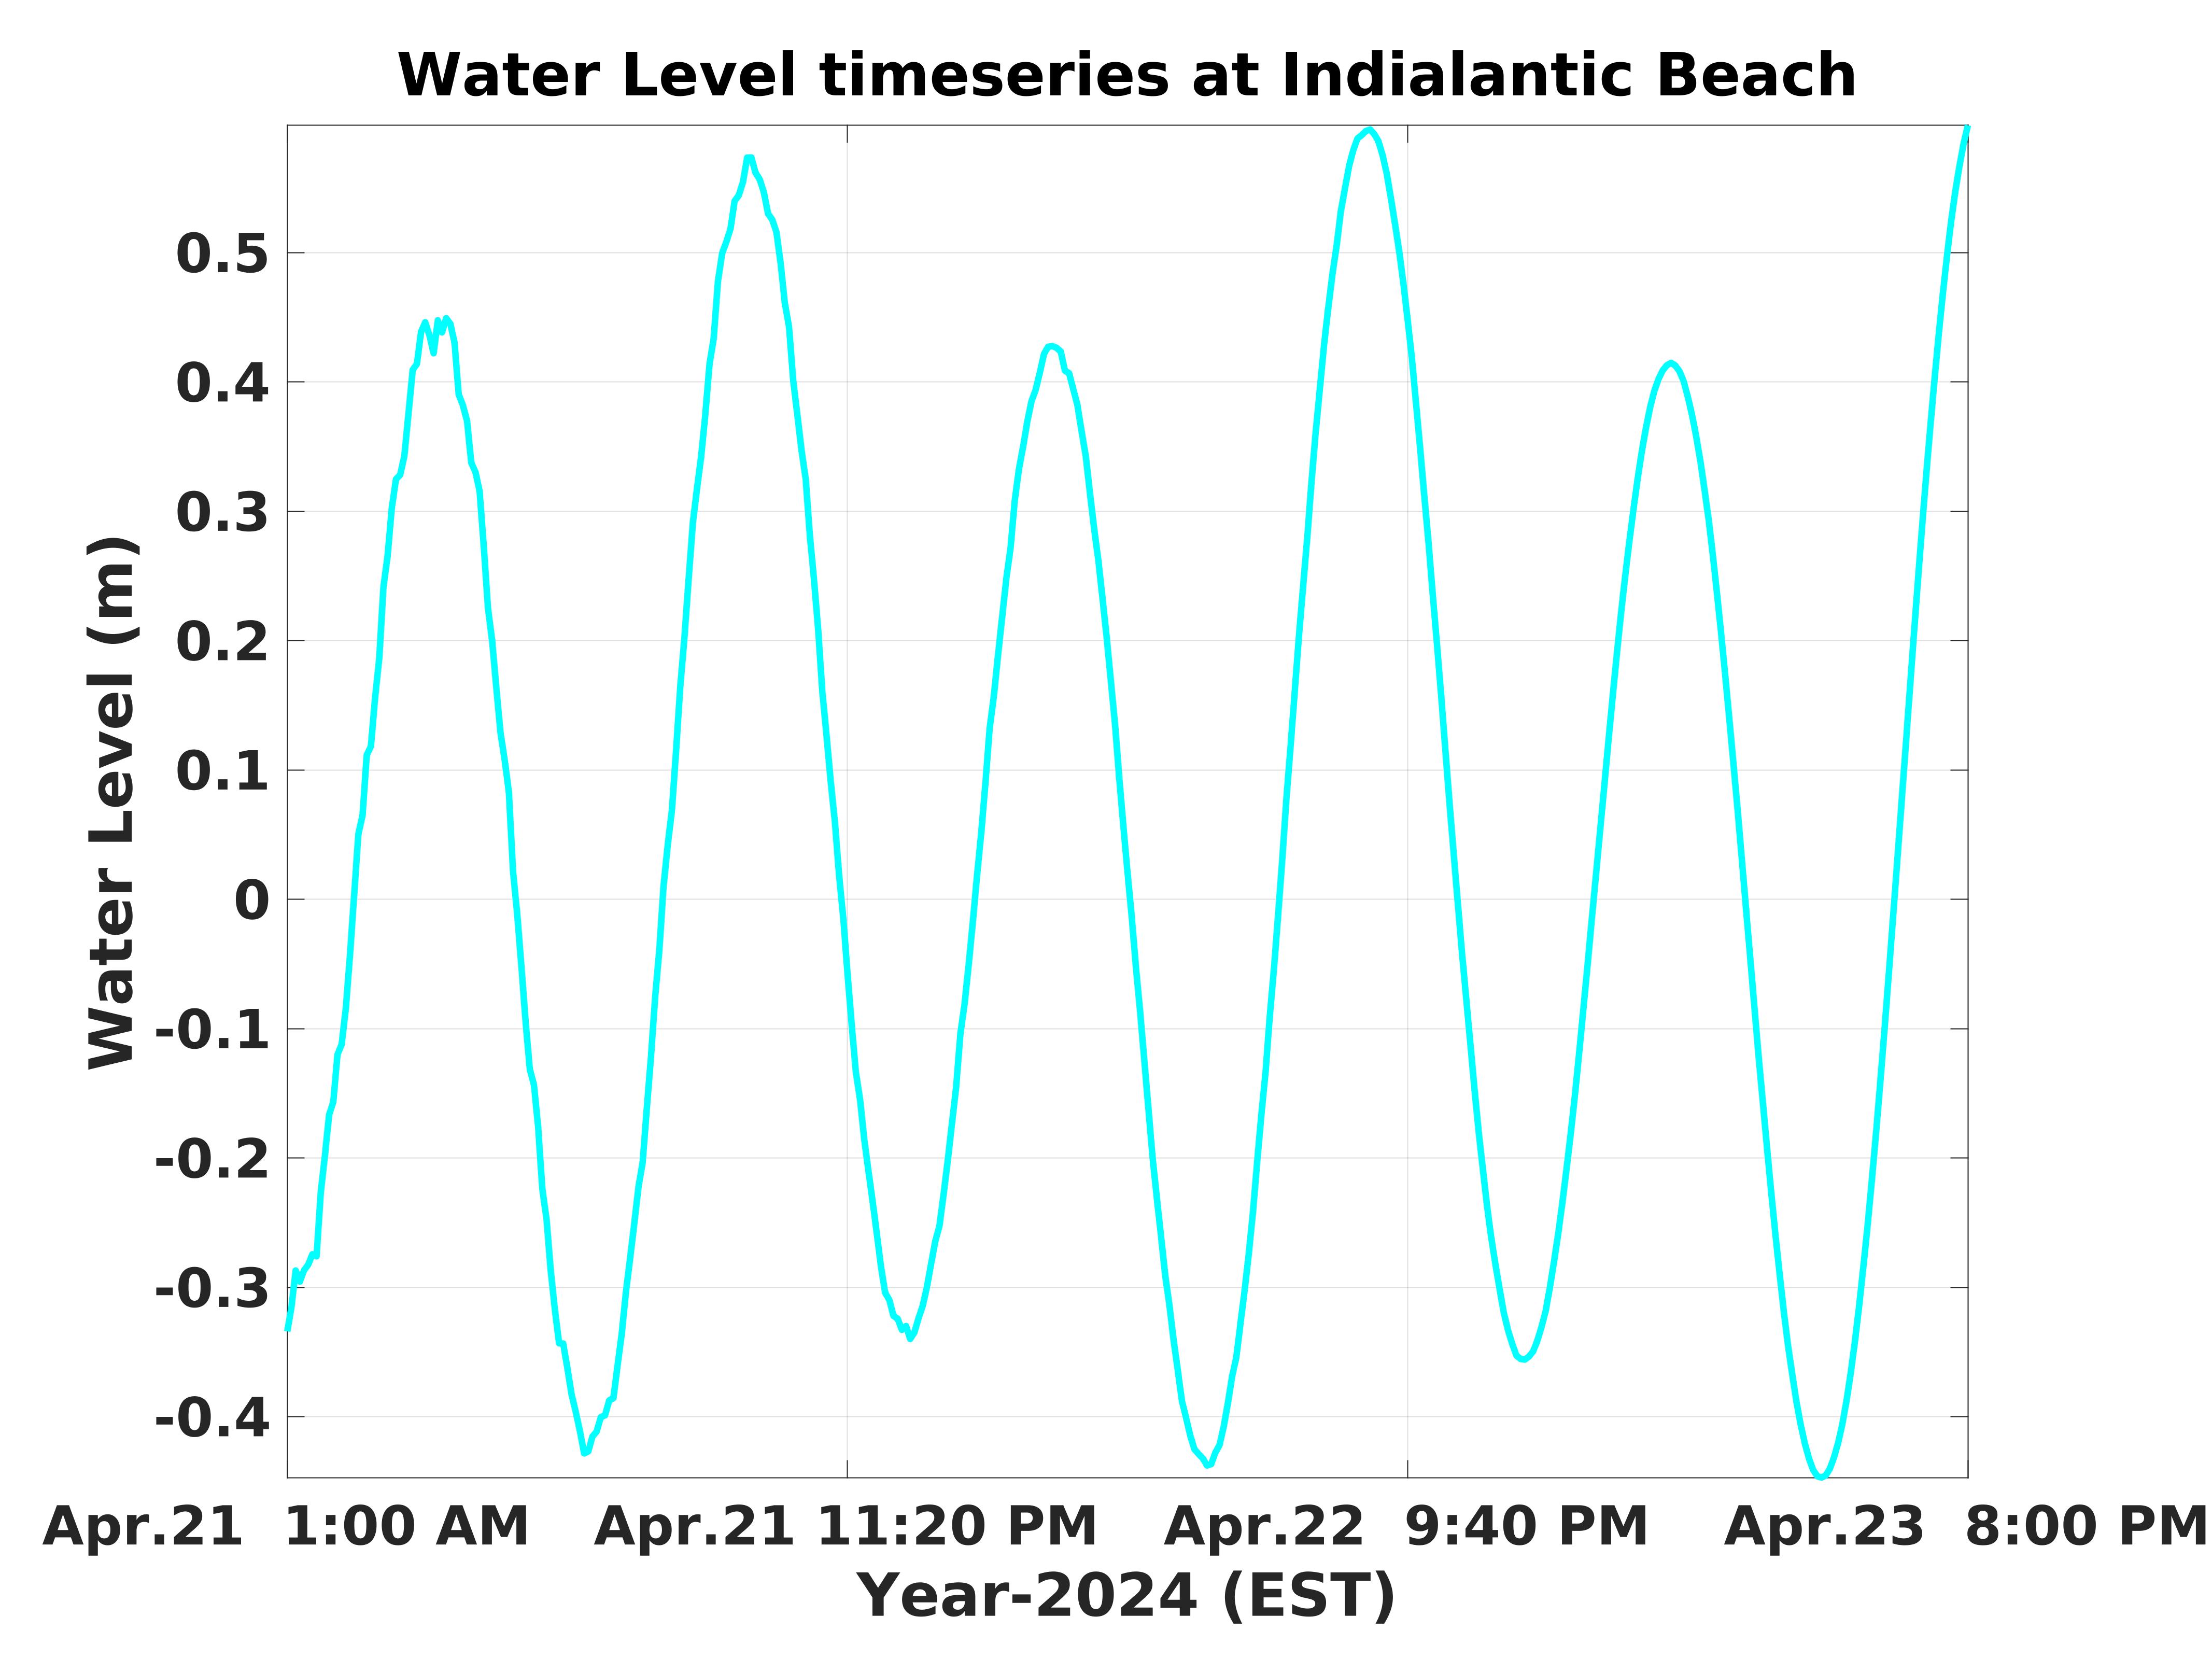 Water Level timeseries at Indialantic Beach
Water Level (m)
0.5
0.4
0.3
0.2
0.1
0
-0.1
-0.2
-0.3
-0.4
Apr.21 1:00 AM Apr.21 11:20 PM Apr.22 9:40 PM Apr.23 8:00 PM
Year-2024 (EST)